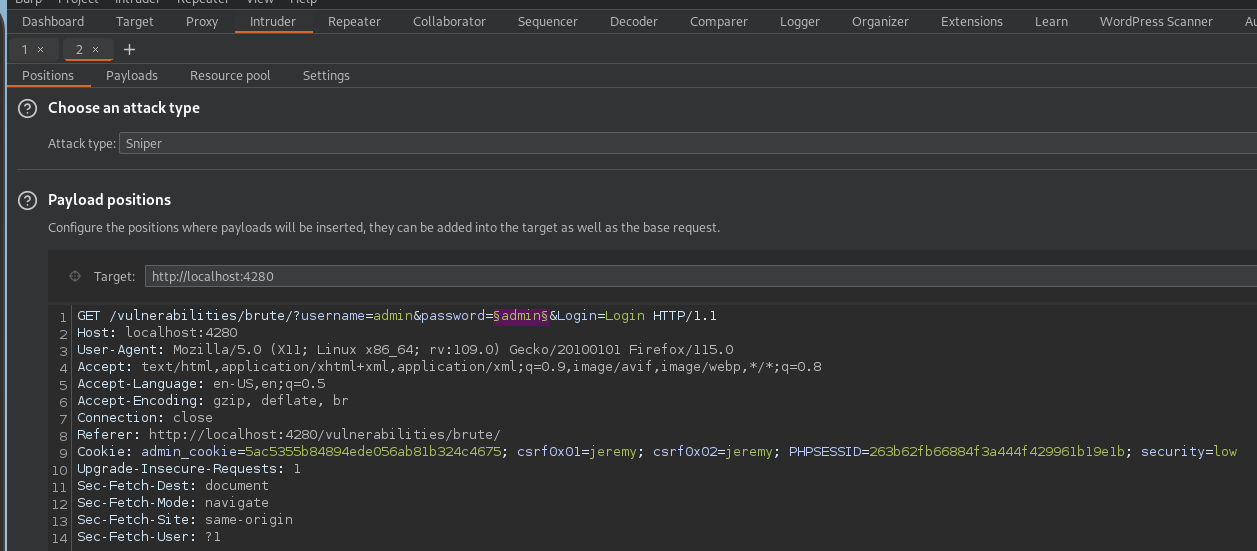 Burp Project Intruder Repeater View Help
Dashboard Target Proxy Intruder Repeater Collaborator Sequencer Decoder Comparer Logger Organizer Extensions Learn WordPress Scanner
1 × 2 × +
Positions Payloads Resource pool Settings
? Choose an attack type
Attack type: Sniper
? Payload positions
Configure the positions where payloads will be inserted, they can be added into the target as well as the base request.
Target: http://localhost:4280
1 GET /vulnerabilities/brute/?username=admin&password=§admin§&Login=Login HTTP/1.1
2 Host: localhost:4280
3 User-Agent: Mozilla/5.0 (X11; Linux x86_64; rv:109.0) Gecko/20100101 Firefox/115.0
4 Accept: text/html,application/xhtml+xml,application/xml;q=0.9,image/avif,image/webp,*/*;q=0.8
5 Accept-Language: en-US,en;q=0.5
6 Accept-Encoding: gzip, deflate, br
7 Connection: close
8 Referer: http://localhost:4280/vulnerabilities/brute/
9 Cookie: admin_cookie=5ac5355b84894ede056ab81b324c4675; csrf0x01=jeremy; csrf0x02=jeremy; PHPSESSID=263b62fb66884f3a444f429961b19e1b; security=low
10 Upgrade-Insecure-Requests: 1
11 Sec-Fetch-Dest: document
12 Sec-Fetch-Mode: navigate
13 Sec-Fetch-Site: same-origin
14 Sec-Fetch-User: ?1